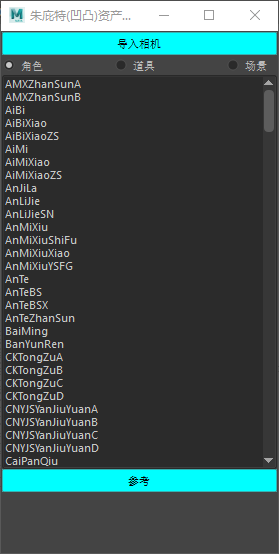 朱庇特(凹凸)资产...
导入相机
角色 道具 场景
AMXZhanSunA
AMXZhanSunB
AiBi
AiBiXiao
AiBiXiaoZS
AiMi
AiMiXiao
AiMiXiaoZS
AnJiLa
AnLiJie
AnLiJieSN
AnMiXiu
AnMiXiuShiFu
AnMiXiuXiao
AnMiXiuYSFG
AnTe
AnTeBS
AnTeBSX
AnTeZhanSun
BaiMing
BanYunRen
CKTongZuA
CKTongZuB
CKTongZuC
CKTongZuD
CNYJSYanJiuYuanA
CNYJSYanJiuYuanB
CNYJSYanJiuYuanC
CNYJSYanJiuYuanD
CaiPanQiu
参考